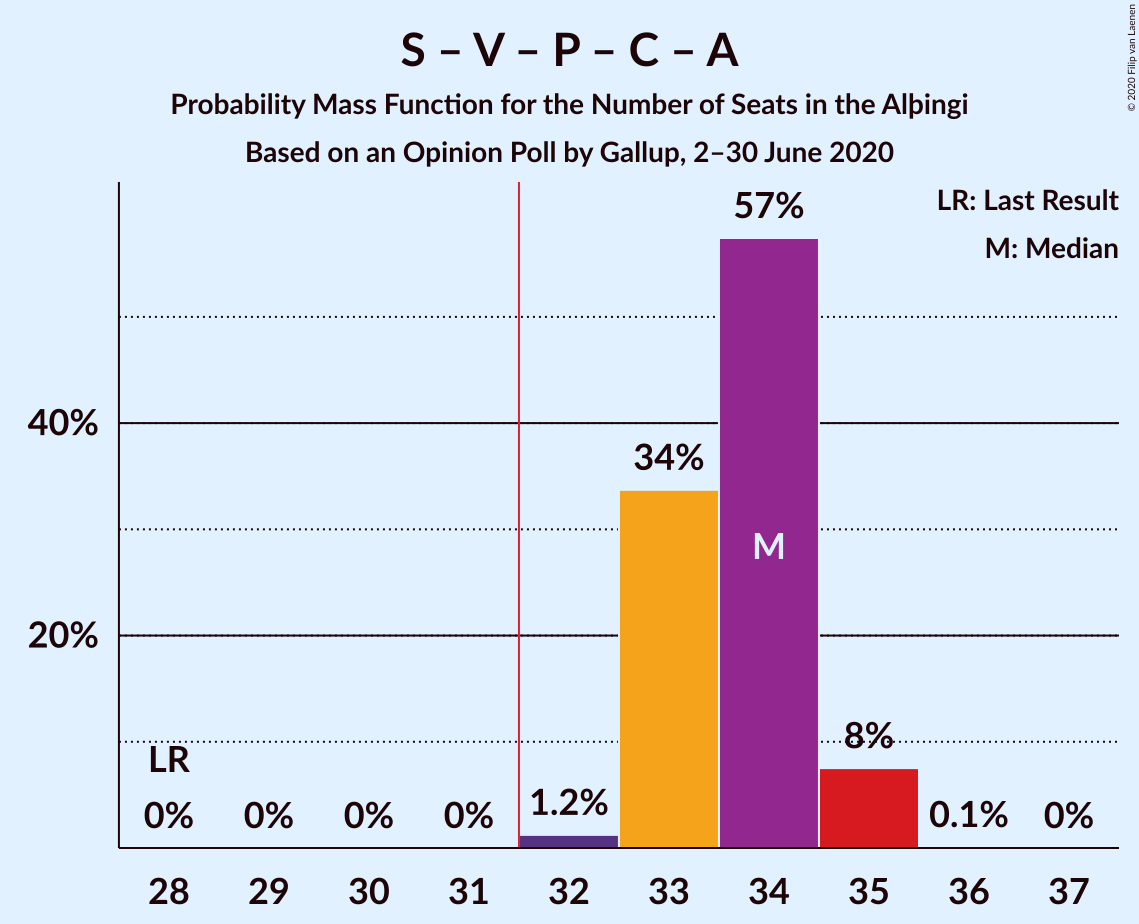 S – V – P – C – A
Probability Mass Function for the Number of Seats in the Alþingi
Based on an Opinion Poll by Gallup, 2–30 June 2020
© 2020 Filip van Laenen
LR: Last Result
M: Median
57%
40%
34%
M
20%
8%
LR
0%
0%
0%
0%
1.2%
0.1%
0%
28
29
30
31
32
33
34
35
36
37